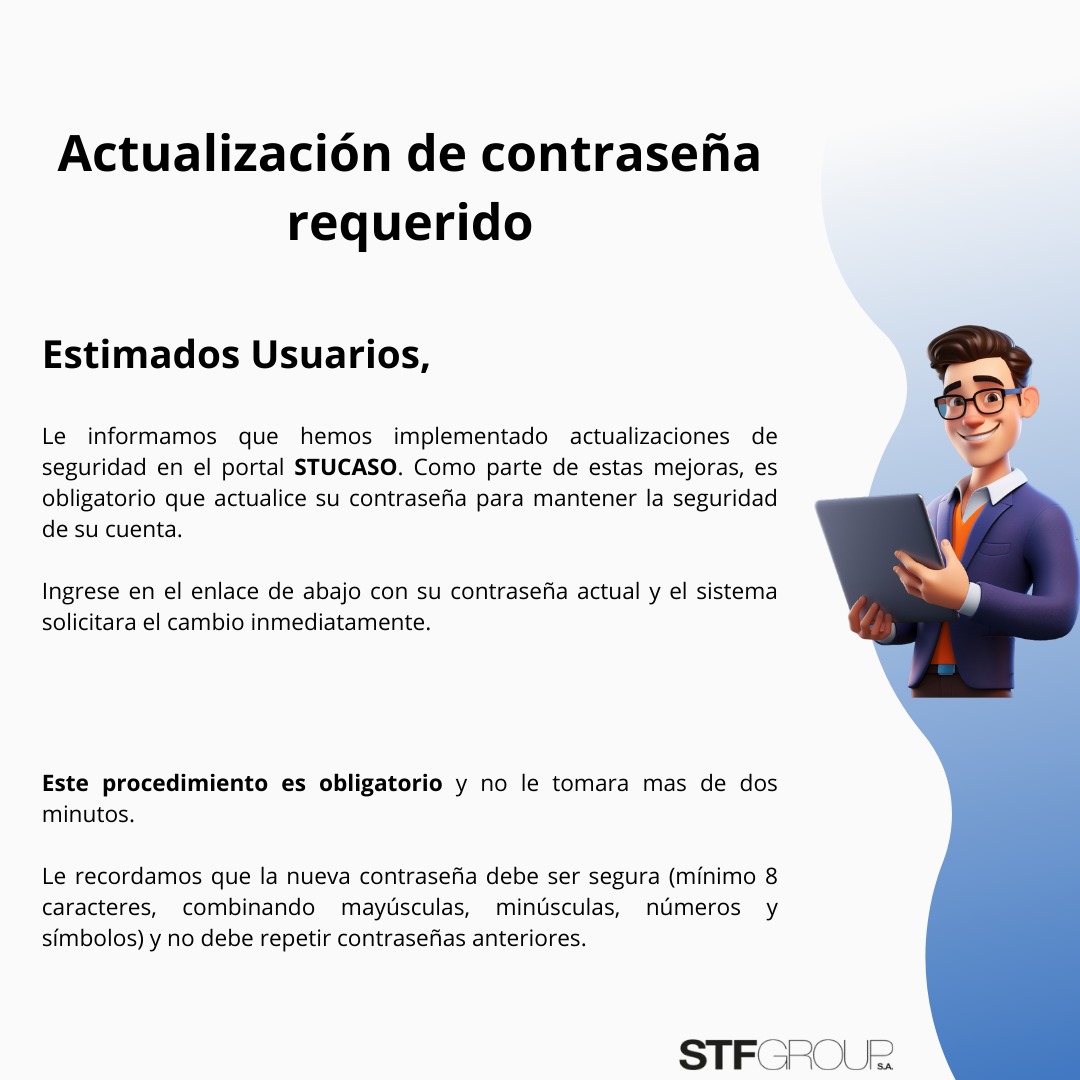 Actualización de contraseña
requerido
Estimados Usuarios,
Le informamos que hemos implementado actualizaciones de
seguridad en el portal STUCASO. Como parte de estas mejoras, es
obligatorio que actualice su contraseña para mantener la seguridad
de su cuenta.
Ingrese en el enlace de abajo con su contraseña actual y el sistema
solicitara el cambio inmediatamente.
Este procedimiento es obligatorio y no le tomara mas de dos
minutos.
Le recordamos que la nueva contraseña debe ser segura (mínimo 8
caracteres, combinando mayúsculas, minúsculas, números y
símbolos) y no debe repetir contraseñas anteriores.
STFGROUP S.A.